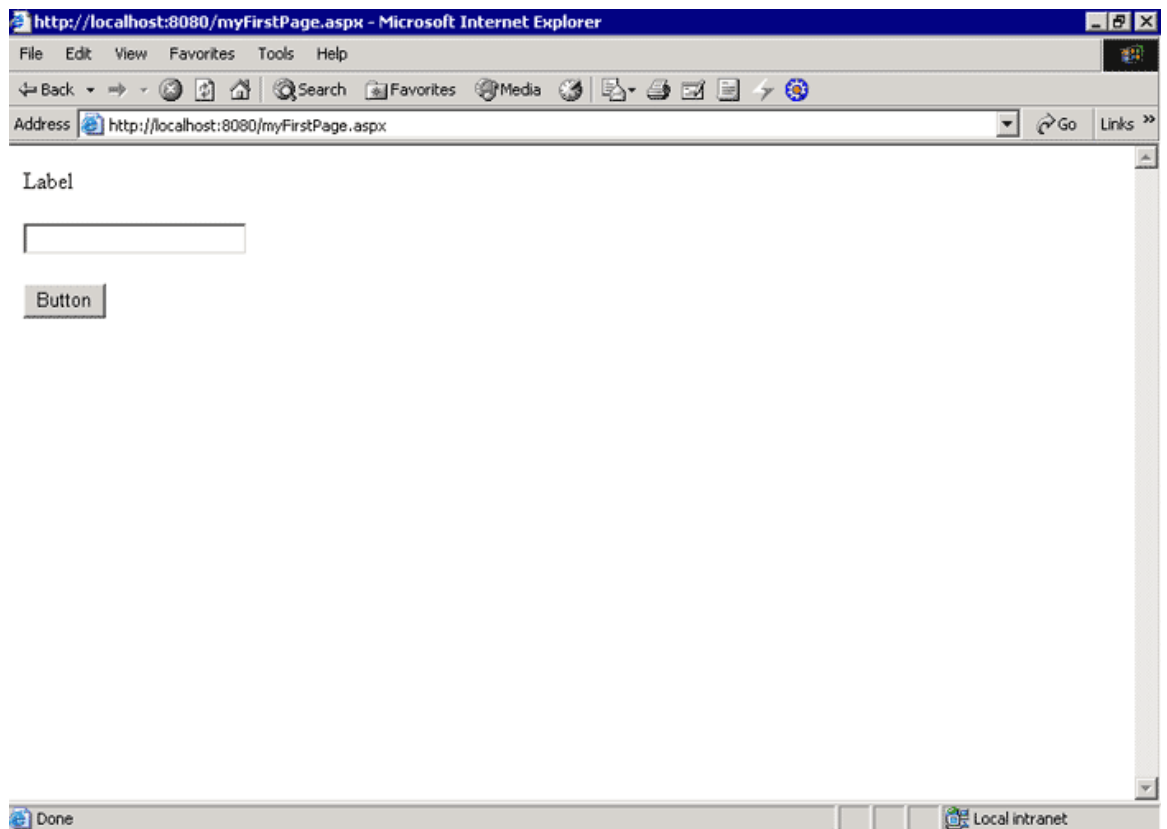 http://localhost:8080/myFirstPage.aspx - Microsoft Internet Explorer
File Edit View Favorites Tools Help
Back Search Favorites Media
Address http://localhost:8080/myFirstPage.aspx Go Links »
Label
Button
Done Local intranet